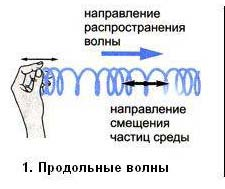 направление
распространения
волны
направление
смещения
частиц среды
1. Продольные волны